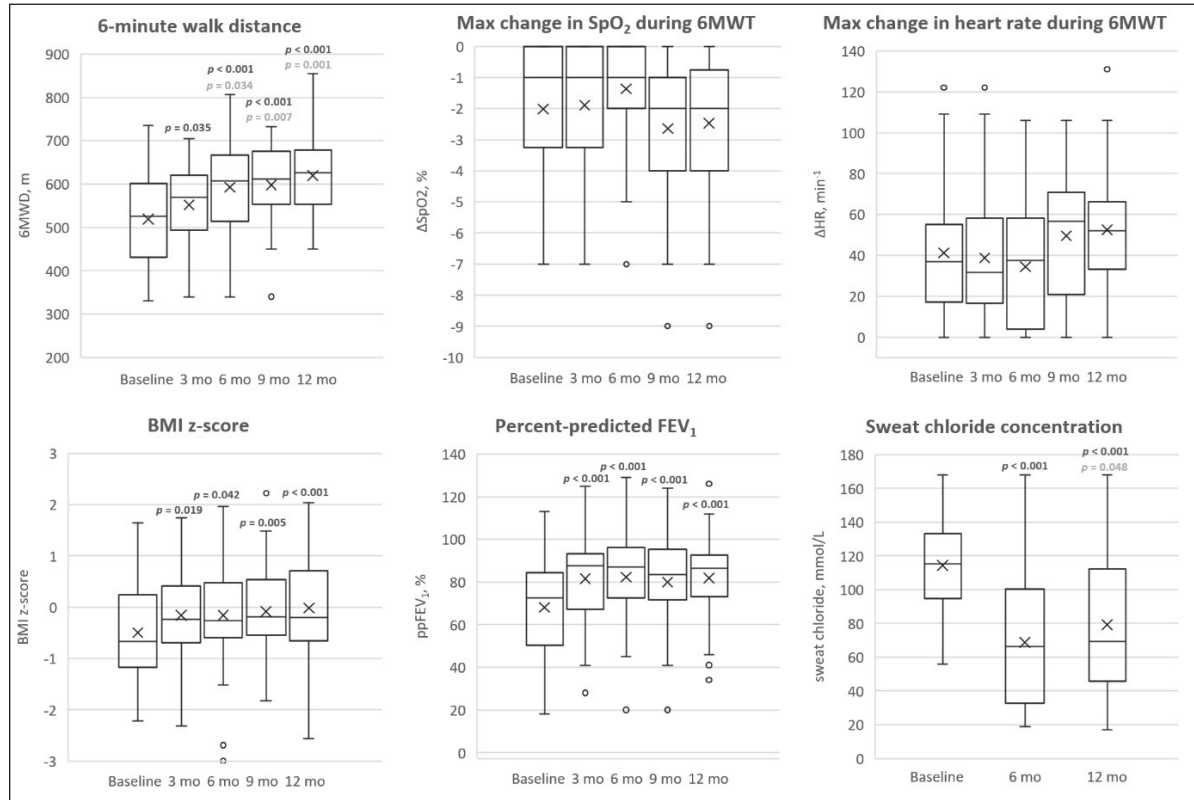 6-minute walk distance
900
800
700
600
500
400
300
200
6MWD, m
p = 0.035
p < 0.001
p = 0.034
p < 0.001
p = 0.007
p < 0.001
p = 0.001
Baseline 3 mo 6 mo 9 mo 12 mo
Max change in SpO2 during 6MWT
0
-1
-2
-3
-4
-5
-6
-7
-8
-9
-10
ΔSpO2, %
Baseline 3 mo 6 mo 9 mo 12 mo
Max change in heart rate during 6MWT
140
120
100
80
60
40
20
0
ΔHR, min-1
Baseline 3 mo 6 mo 9 mo 12 mo
BMI z-score
3
2
1
0
-1
-2
-3
BMI z-score
p = 0.019
p = 0.042
p = 0.005
p < 0.001
Baseline 3 mo 6 mo 9 mo 12 mo
Percent-predicted FEV1
140
120
100
80
60
40
20
0
ppFEV1, %
p < 0.001
p < 0.001
p < 0.001
p < 0.001
Baseline 3 mo 6 mo 9 mo 12 mo
Sweat chloride concentration
180
160
140
120
100
80
60
40
20
0
sweat chloride, mmol/L
p < 0.001
p < 0.001
p = 0.048
Baseline 6 mo 12 mo